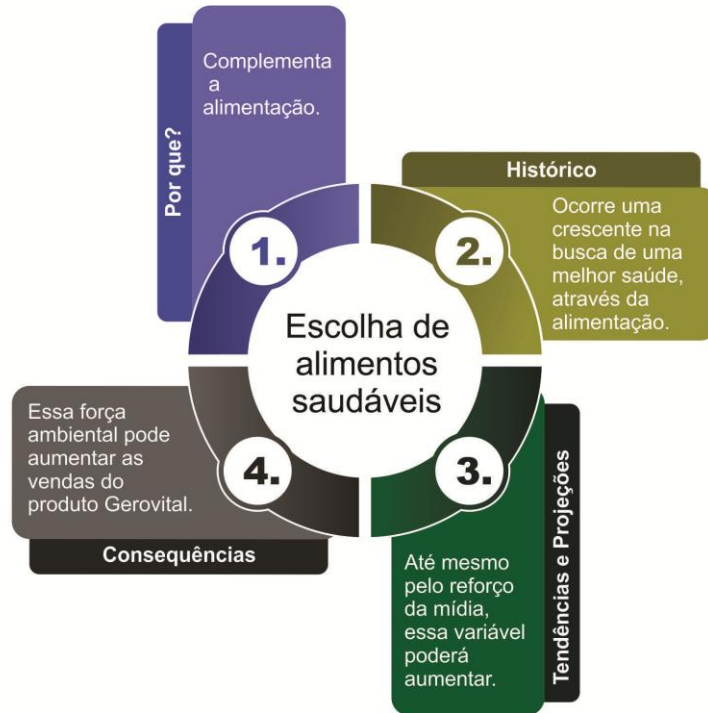 Por que?
Complementa
a
alimentação.
1.
Histórico
2.
Ocorre uma
crescente na
busca de uma
melhor saúde,
através da
alimentação.
Escolha de
alimentos
saudáveis
3.
Tendências e Projeções
Até mesmo
pelo reforço
da mídia,
essa variável
poderá
aumentar.
4.
Essa força
ambiental pode
aumentar as
vendas do
produto Gerovital.
Consequências